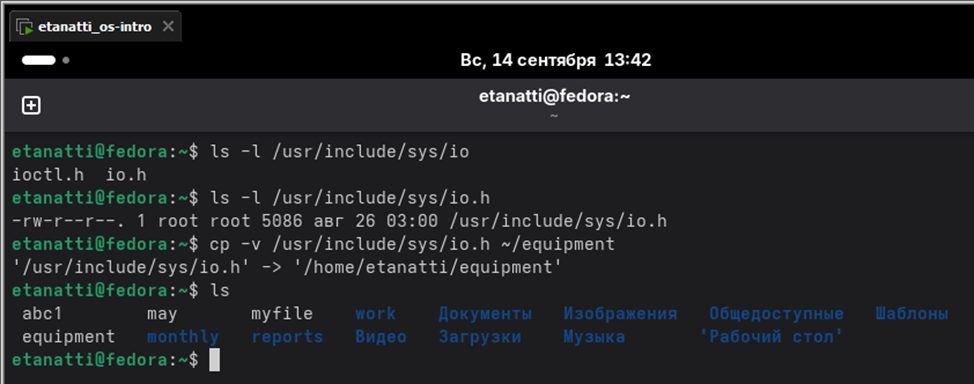 etanatti_os-intro
Вс, 14 сентября 13:42
etanatti@fedora:~
~
etanatti@fedora:~$ ls -l /usr/include/sys/io
ioctl.h  io.h
etanatti@fedora:~$ ls -l /usr/include/sys/io.h
-rw-r--r--. 1 root root 5086 авг 26 03:00 /usr/include/sys/io.h
etanatti@fedora:~$ cp -v /usr/include/sys/io.h ~/equipment
'/usr/include/sys/io.h' -> '/home/etanatti/equipment'
etanatti@fedora:~$ ls
abc1 may myfile work Документы Изображения Общедоступные Шаблоны
equipment monthly reports Видео Загрузки Музыка 'Рабочий стол'
etanatti@fedora:~$